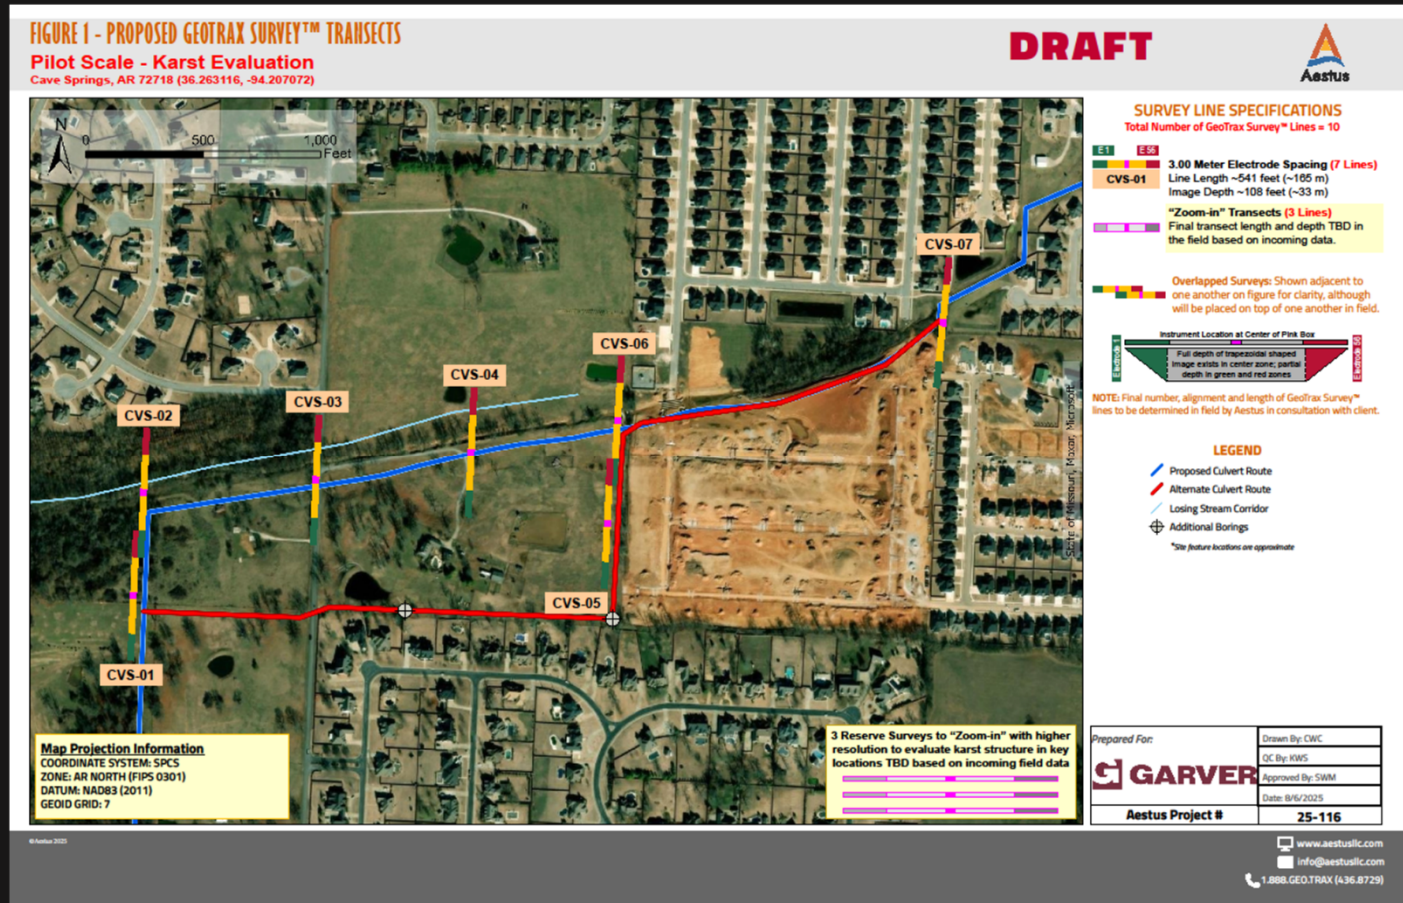 FIGURE 1 - PROPOSED GEOTRAX SURVEY™ TRANSECTS
Pilot Scale - Karst Evaluation
Cave Springs, AR 72718 (36.263116, -94.207072)
DRAFT
Aestus
N
0 500 1,000
Feet
CVS-07
CVS-06
CVS-04
CVS-03
CVS-02
CVS-05
CVS-01
State of Missouri, Maxar, Microsoft
Map Projection Information
COORDINATE SYSTEM: SPCS
ZONE: AR NORTH (FIPS 0301)
DATUM: NAD83 (2011)
GEOID GRID: 7
3 Reserve Surveys to "Zoom-in" with higher
resolution to evaluate karst structure in key
locations TBD based on incoming field data
SURVEY LINE SPECIFICATIONS
Total Number of GeoTrax Survey™ Lines = 10
E 1 E 56
CVS-01
3.00 Meter Electrode Spacing (7 Lines)
Line Length ~541 feet (~165 m)
Image Depth ~108 feet (~33 m)
"Zoom-in" Transects (3 Lines)
Final transect length and depth TBD in
the field based on incoming data.
Overlapped Surveys: Shown adjacent to
one another on figure for clarity, although
will be placed on top of one another in field.
Instrument Location at Center of Pink Box
Electrode 1
Full depth of trapezoidal shaped
image exists in center zone; partial
depth in green and red zones
Electrode 56
NOTE: Final number, alignment and length of GeoTrax Survey™
lines to be determined in field by Aestus in consultation with client.
LEGEND
Proposed Culvert Route
Alternate Culvert Route
Losing Stream Corridor
Additional Borings
*Site feature locations are approximate
Prepared For:
GARVER
Drawn By: CWC
QC By: KWS
Approved By: SWM
Date: 8/6/2025
Aestus Project # 25-116
©Aestus 2025
www.aestusllc.com
info@aestusllc.com
1.888.GEO.TRAX (436.8729)